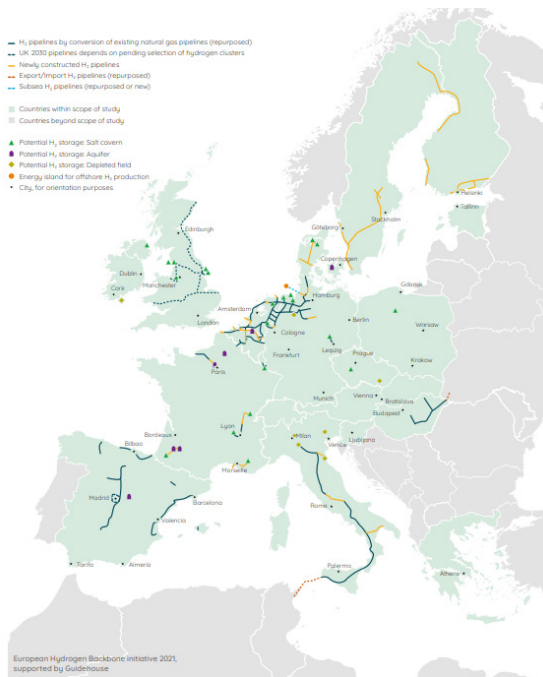 H₂ pipelines by conversion of existing natural gas pipelines (repurposed)
UK 2030 pipelines depends on pending selection of hydrogen clusters
Newly constructed H₂ pipelines
Export/Import H₂ pipelines (repurposed)
Subsea H₂ pipelines (repurposed or new)
Countries within scope of study
Countries beyond scope of study
Potential H₂ storage: Salt cavern
Potential H₂ storage: Aquifer
Potential H₂ storage: Depleted field
Energy island for offshore H₂ production
City, for orientation purposes
Helsinki
Tallinn
Stockholm
Göteborg
Edinburgh
Copenhagen
Dublin
Manchester
Cork
Gdańsk
Hamburg
Amsterdam
London
Berlin
Warsaw
Cologne
Leipzig
Frankfurt
Prague
Krakow
Paris
Munich
Vienna
Bratislava
Budapest
Lyon
Milan
Venice
Ljubljana
Bordeaux
Bilbao
Marseille
Madrid
Barcelona
Valencia
Rome
Palermo
Athens
Tarifa
Almería
European Hydrogen Backbone initiative 2021,
supported by Guidehouse